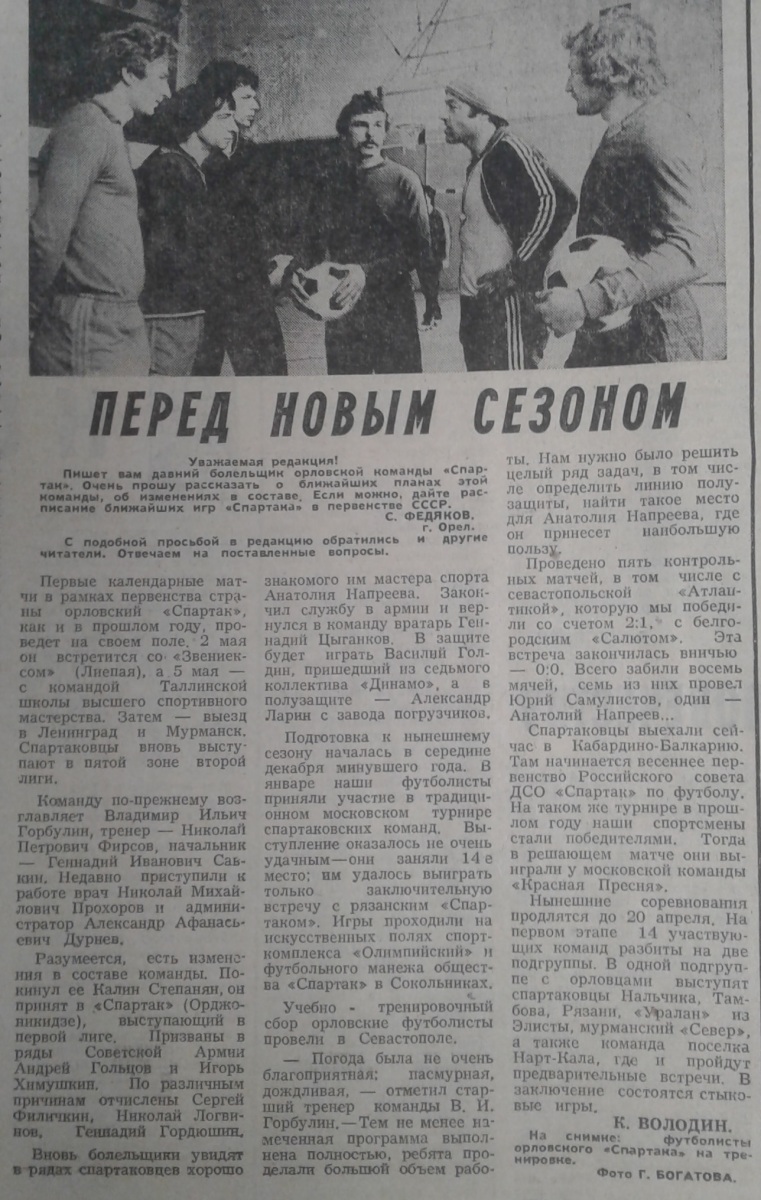 ПЕРЕД НОВЫМ СЕЗОНОМ
Уважаемая редакция!
Пишет вам давний болельщик орловской команды «Спар-
так». Очень прошу рассказать о ближайших планах этой
команды, об изменениях в составе. Если можно, дайте рас-
писание ближайших игр «Спартака» в первенстве СССР.
С. ФЕДЯКОВ.
г. Орел.
С подобной просьбой в редакцию обратились и другие
читатели. Отвечаем на поставленные вопросы.
Первые календарные мат-
чи в рамках первенства стра-
ны орловский «Спартак»,
как и в прошлом году, про-
ведет на своем поле. 2 мая
он встретится со «Звениек-
сом» (Лиепая), а 5 мая —
с командой Таллинской
школы высшего спортивного
мастерства. Затем — выезд
в Ленинград и Мурманск.
Спартаковцы вновь высту-
пают в пятой зоне второй
лиги.
Команду по-прежнему воз-
главляет Владимир Ильич
Горбулин, тренер — Николай
Петрович Фирсов, начальник
— Геннадий Иванович Сав-
кин. Недавно приступили к
работе врач Николай Михай-
лович Прохоров и админи-
стратор Александр Афанась-
евич Дурнев.
Разумеется, есть измене-
ния в составе команды. По-
кинул ее Калин Степанян, он
принят в «Спартак» (Орджо-
никидзе), выступающий в
первой лиге. Призваны в
ряды Советской Армии
Андрей Гольцов и Игорь
Химушкин. По различным
причинам отчислены Сергей
Филичкин, Николай Логви-
нов, Геннадий Гордюшин.
Вновь болельщики увидят
в рядах спартаковцев хорошо
знакомого им мастера спорта
Анатолия Напреева. Закон-
чил службу в армии и вер-
нулся в команду вратарь Ген-
надий Цыганков. В защите
будет играть Василий Гол-
дин, пришедший из седьмого
коллектива «Динамо», а в
полузащите — Александр
Ларин с завода погрузчиков.
Подготовка к нынешнему
сезону началась в середине
декабря минувшего года. В
январе наши футболисты
приняли участие в традици-
онном московском турнире
спартаковских команд. Вы-
ступление оказалось не очень
удачным—они заняли 14-е
место; им удалось выиграть
только заключительную
встречу с рязанским «Спар-
таком». Игры проходили на
искусственных полях спорт-
комплекса «Олимпийский» и
футбольного манежа общест-
ва «Спартак» в Сокольниках.
Учебно - тренировочный
сбор орловские футболисты
провели в Севастополе.
— Погода была не очень
благоприятная: пасмурная,
дождливая, — отметил стар-
ший тренер команды В. И.
Горбулин.—Тем не менее на-
меченная программа выпол-
нена полностью, ребята про-
делали большой объем рабо-
ты. Нам нужно было решить
целый ряд задач, в том чис-
ле определить линию полу-
защиты, найти такое место
для Анатолия Напреева, где
он принесет наибольшую
пользу.
Проведено пять контроль-
ных матчей, в том числе с
севастопольской «Атлан-
тикой», которую мы победи-
ли со счетом 2:1, с белго-
родским «Салютом». Эта
встреча закончилась вничью
— 0:0. Всего забили восемь
мячей, семь из них провел
Юрий Самулистов, один —
Анатолий Напреев...
Спартаковцы выехали сей-
час в Кабардино-Балкарию.
Там начинается весеннее пер-
венство Российского совета
ДСО «Спартак» по футболу.
На таком же турнире в прош-
лом году наши спортсмены
стали победителями. Тогда
в решающем матче они вы-
играли у московской команды
«Красная Пресня».
Нынешние соревнования
продлятся до 20 апреля. На
первом этапе 14 участвую-
щих команд разбиты на две
подгруппы. В одной подгруп-
пе с орловцами выступят
спартаковцы Нальчика, Там-
бова, Рязани, «Уралан» из
Элисты, мурманский «Север»,
а также команда поселка
Нарт-Кала, где и пройдут
предварительные встречи. В
заключение состоятся стыко-
вые игры.
К. ВОЛОДИН.
На снимке: футболисты
орловского «Спартака» на тре-
нировке.
Фото Г. БОГАТОВА.